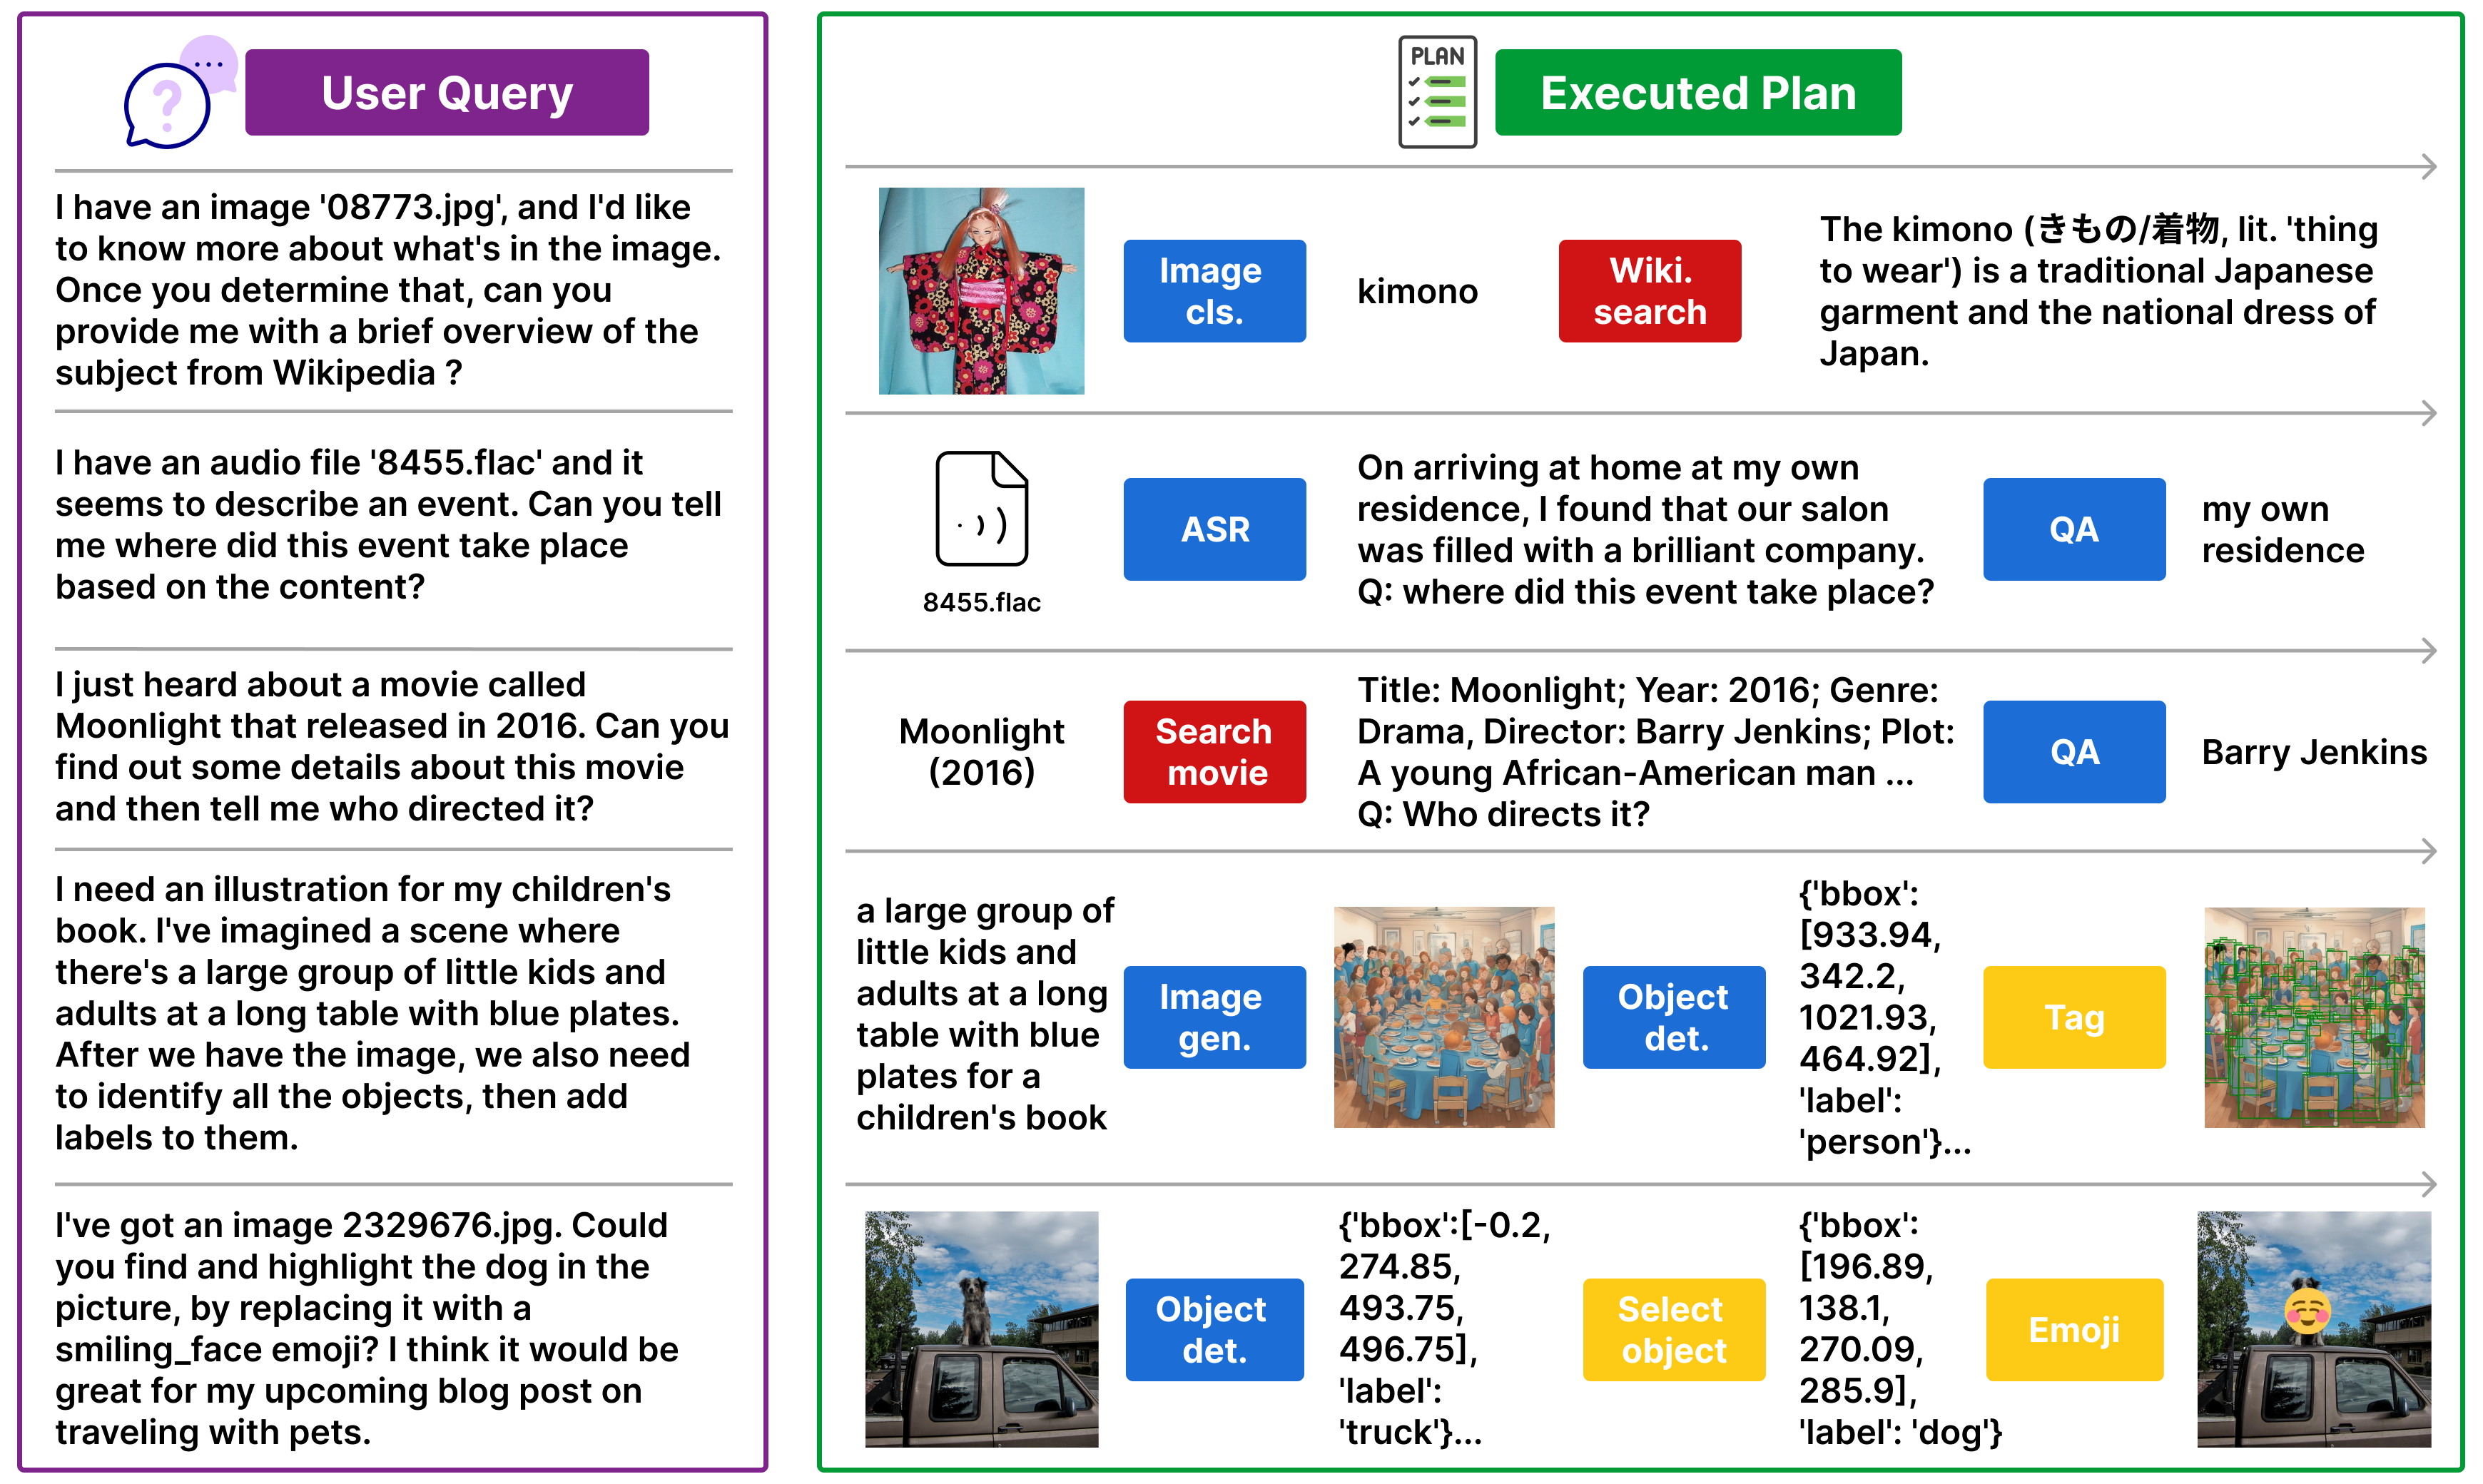 User Query
I have an image '08773.jpg', and I'd like
to know more about what's in the image.
Once you determine that, can you
provide me with a brief overview of the
subject from Wikipedia ?
I have an audio file '8455.flac' and it
seems to describe an event. Can you tell
me where did this event take place
based on the content?
I just heard about a movie called
Moonlight that released in 2016. Can you
find out some details about this movie
and then tell me who directed it?
I need an illustration for my children's
book. I've imagined a scene where
there's a large group of little kids and
adults at a long table with blue plates.
After we have the image, we also need
to identify all the objects, then add
labels to them.
I've got an image 2329676.jpg. Could
you find and highlight the dog in the
picture, by replacing it with a
smiling_face emoji? I think it would be
great for my upcoming blog post on
traveling with pets.
PLAN
Executed Plan
Image
cls.
kimono
Wiki.
search
The kimono (きもの/着物, lit. 'thing
to wear') is a traditional Japanese
garment and the national dress of
Japan.
8455.flac
ASR
On arriving at home at my own
residence, I found that our salon
was filled with a brilliant company.
Q: where did this event take place?
QA
my own
residence
Moonlight
(2016)
Search
movie
Title: Moonlight; Year: 2016; Genre:
Drama, Director: Barry Jenkins; Plot:
A young African-American man ...
Q: Who directs it?
QA
Barry Jenkins
a large group of
little kids and
adults at a long
table with blue
plates for a
children's book
Image
gen.
Object
det.
{'bbox':
[933.94,
342.2,
1021.93,
464.92],
'label':
'person'}...
Tag
Object
det.
{'bbox':[-0.2,
274.85,
493.75,
496.75],
'label':
'truck'}...
Select
object
{'bbox':
[196.89,
138.1,
270.09,
285.9],
'label': 'dog'}
Emoji